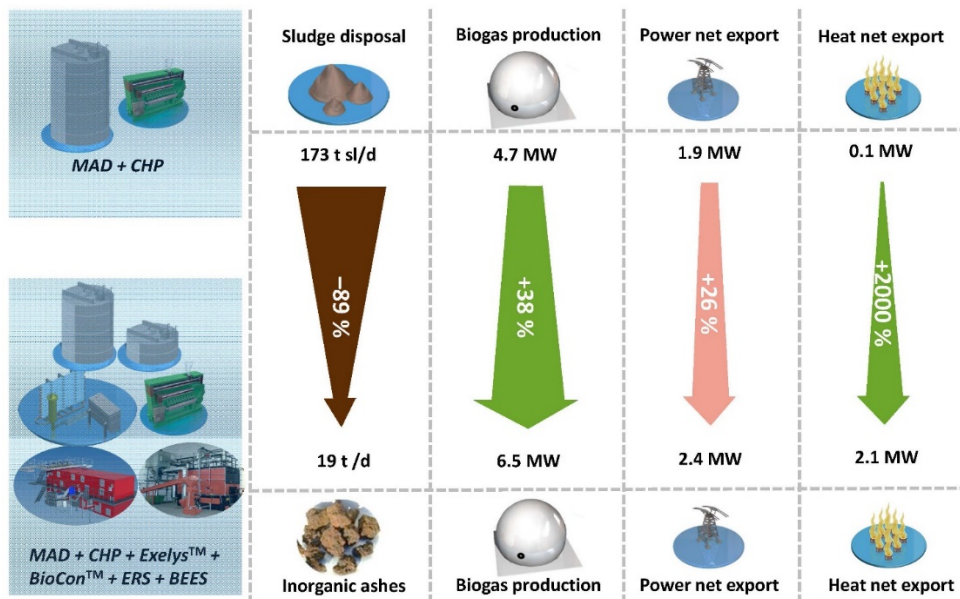 Sludge disposal
Biogas production
Power net export
Heat net export
MAD + CHP
173 t sl/d
4.7 MW
1.9 MW
0.1 MW
–89 %
+38 %
+26 %
+2000 %
19 t /d
6.5 MW
2.4 MW
2.1 MW
MAD + CHP + Exelys™ +
BioCon™ + ERS + BEES
Inorganic ashes
Biogas production
Power net export
Heat net export